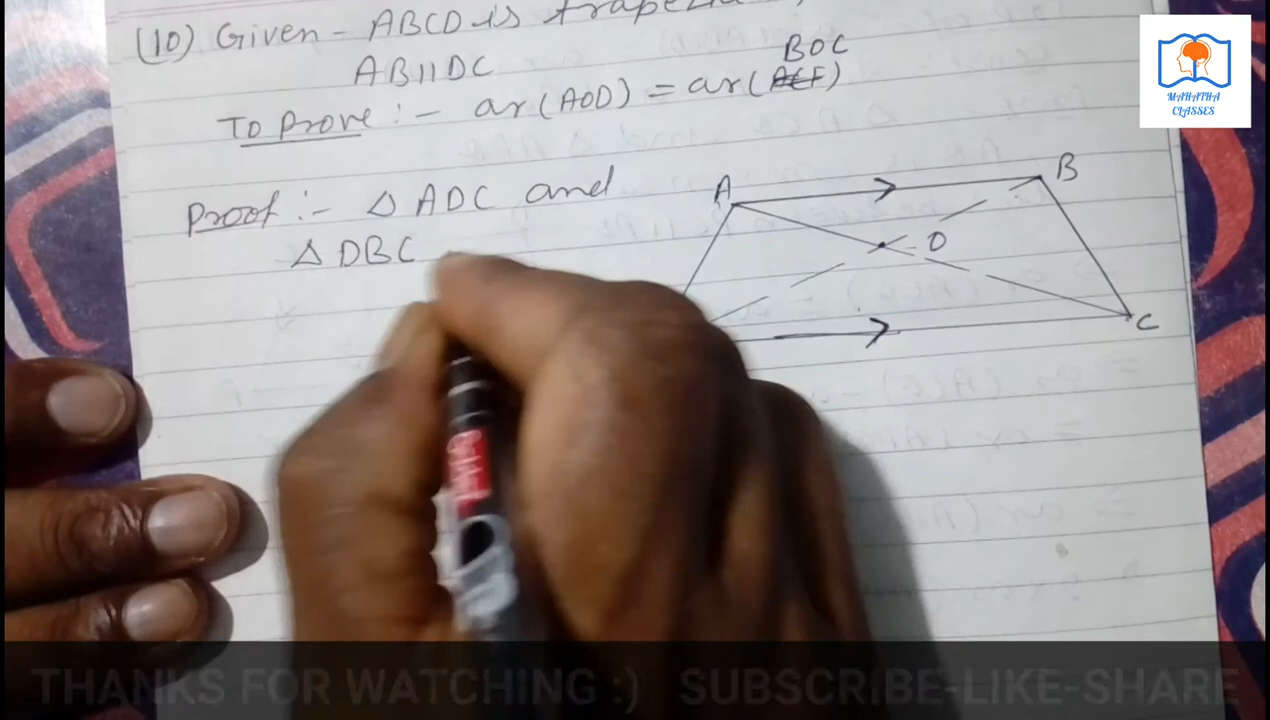 (10) Given - ABCD is trapezia
AB||DC
To Prove :- ar(AOD) = ar(BOC)
Proof :- △ ADC and
△ DBC
A
B
O
C
MAHATHA
CLASSES
THANKS FOR WATCHING :) SUBSCRIBE-LIKE-SHARE